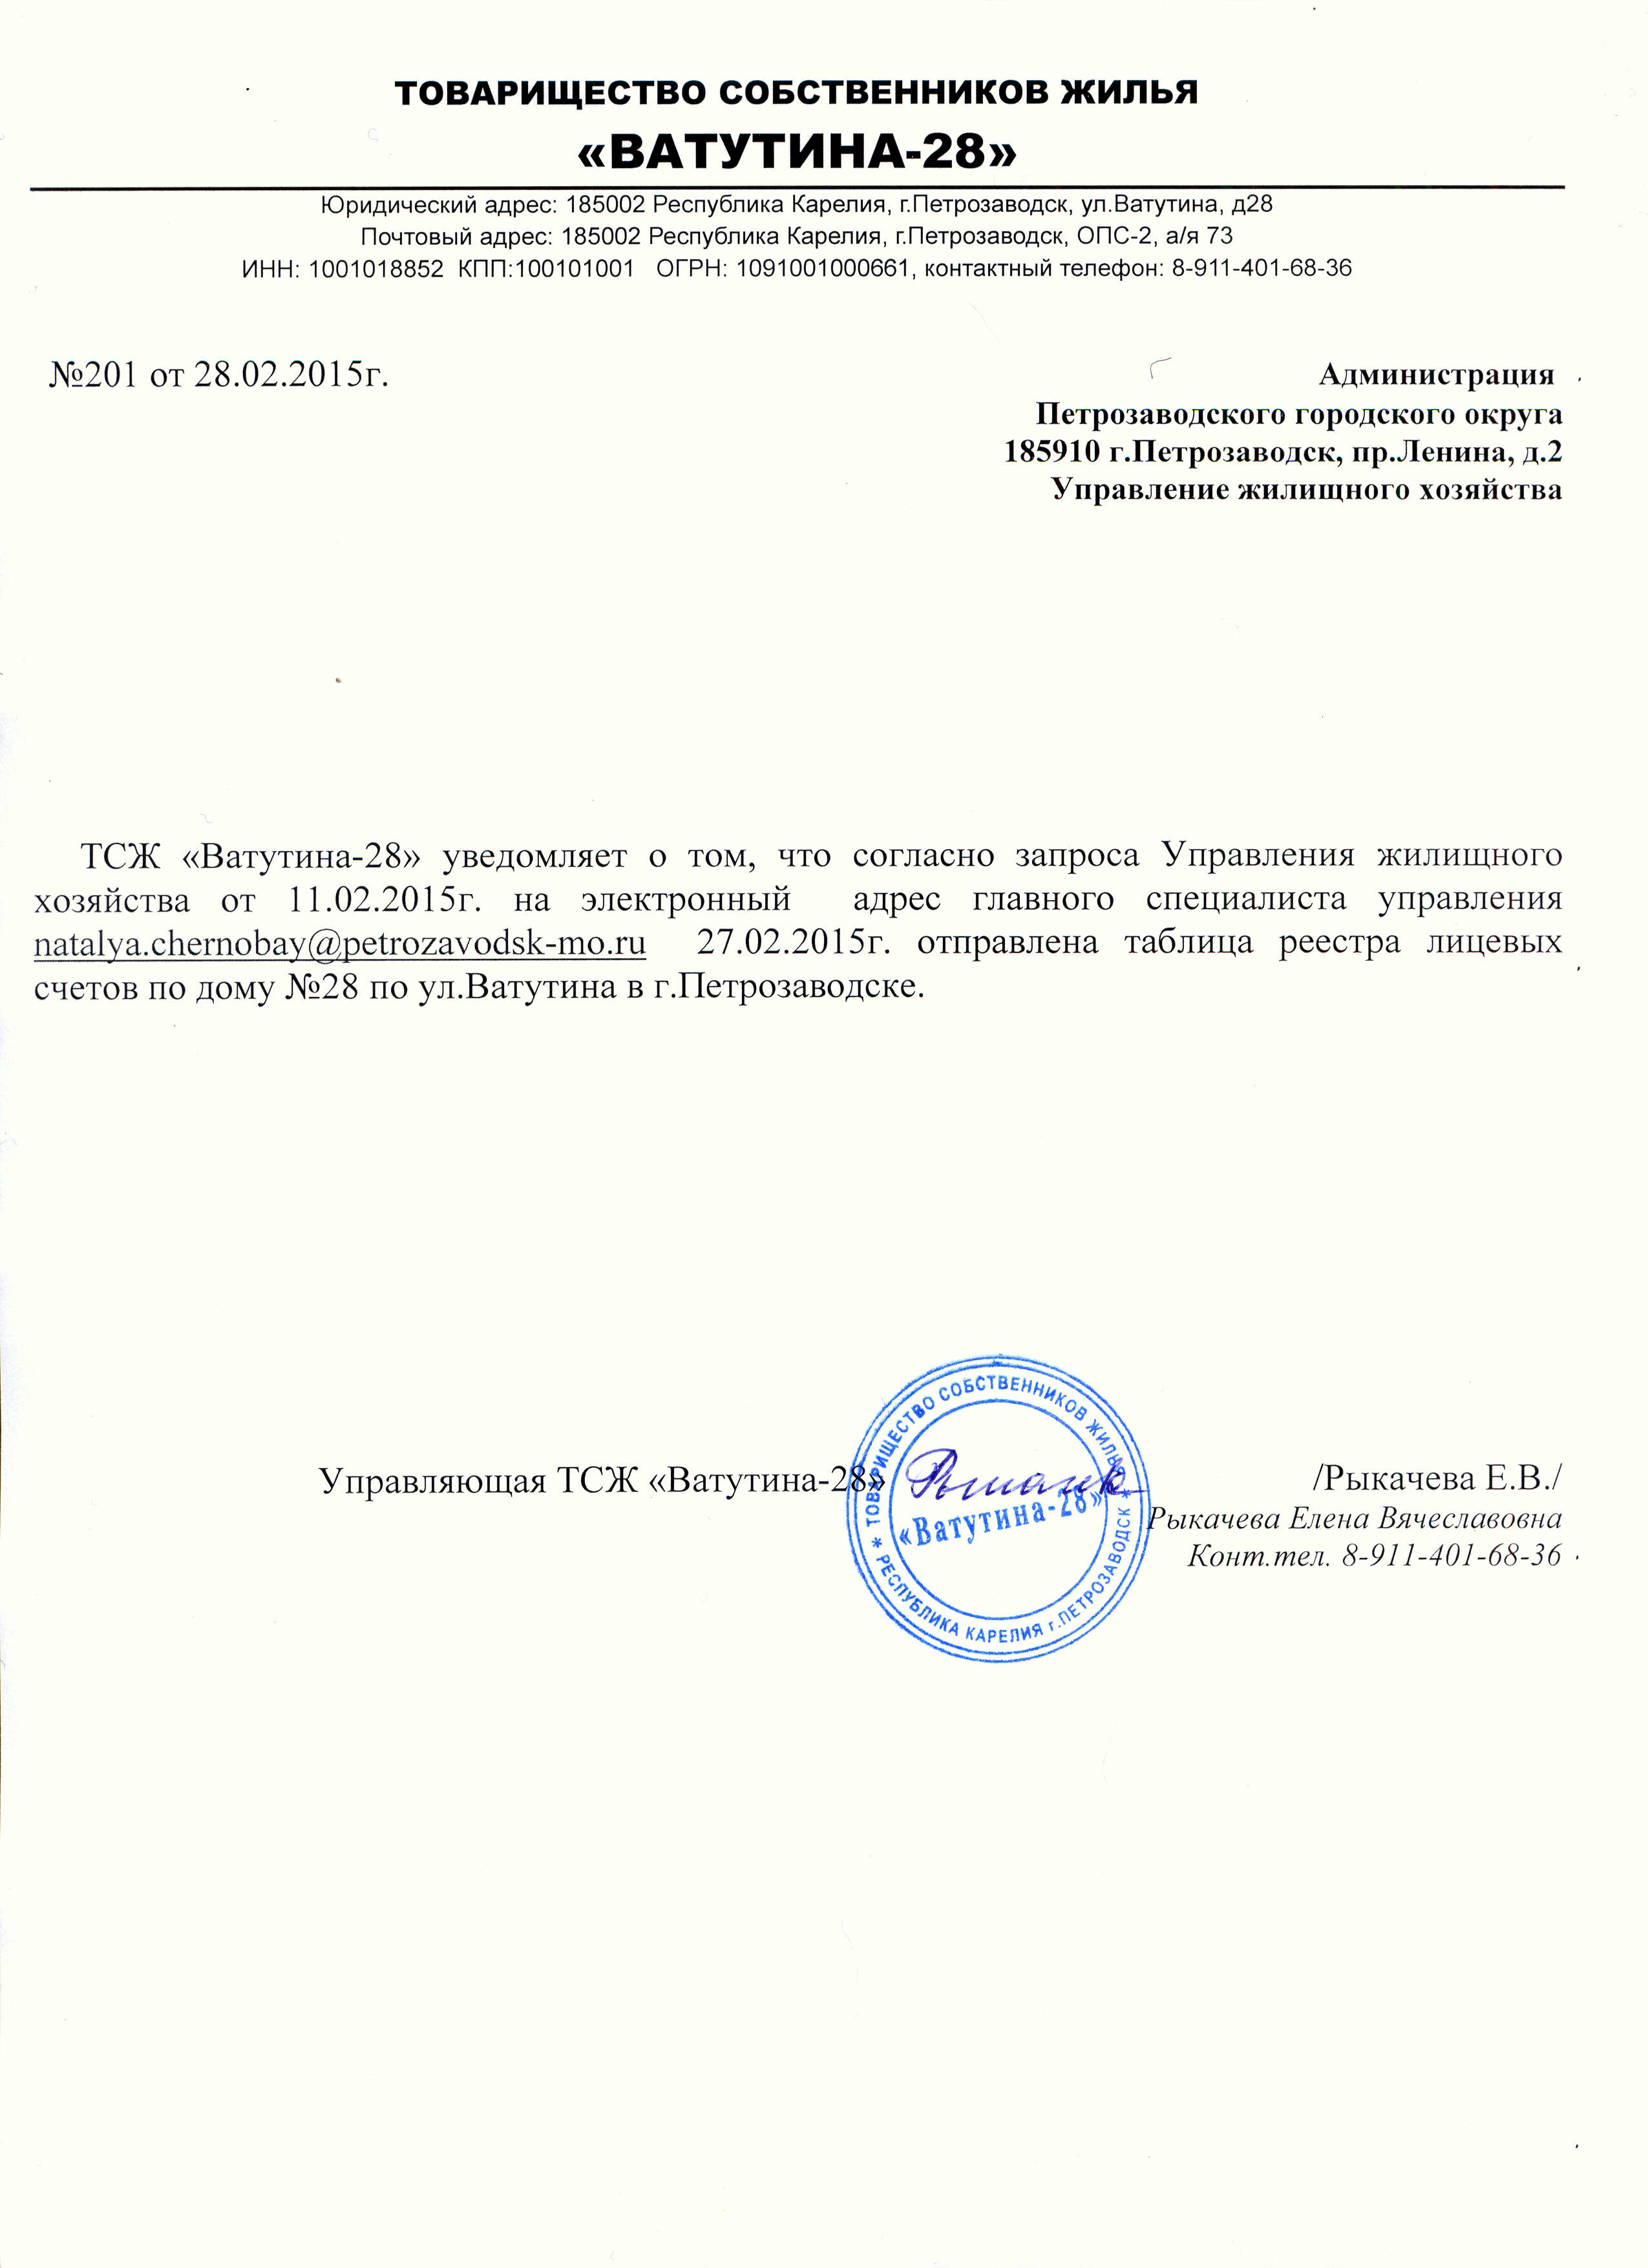 ТОВАРИЩЕСТВО СОБСТВЕННИКОВ ЖИЛЬЯ
«ВАТУТИНА-28»
Юридический адрес: 185002 Республика Карелия, г.Петрозаводск, ул.Ватутина, д28
Почтовый адрес: 185002 Республика Карелия, г.Петрозаводск, ОПС-2, а/я 73
ИНН: 1001018852 КПП:100101001 ОГРН: 1091001000661, контактный телефон: 8-911-401-68-36
№201 от 28.02.2015г.
Администрация
Петрозаводского городского округа
185910 г.Петрозаводск, пр.Ленина, д.2
Управление жилищного хозяйства
ТСЖ «Ватутина-28» уведомляет о том, что согласно запроса Управления жилищного
хозяйства от 11.02.2015г. на электронный адрес главного специалиста управления
natalya.chernobay@petrozavodsk-mo.ru 27.02.2015г. отправлена таблица реестра лицевых
счетов по дому №28 по ул.Ватутина в г.Петрозаводске.
Управляющая ТСЖ «Ватутина-28»
/Рыкачева Е.В./
Рыкачева Елена Вячеславовна
Конт.тел. 8-911-401-68-36
* ТОВАРИЩЕСТВО СОБСТВЕННИКОВ ЖИЛЬЯ *
«Ватутина-28»
РЕСПУБЛИКА КАРЕЛИЯ г.ПЕТРОЗАВОДСК